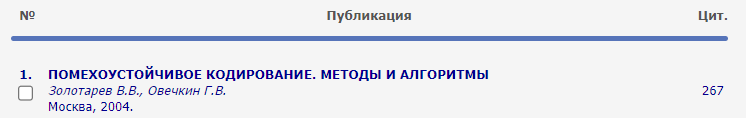 № Публикация Цит.
1. ПОМЕХОУСТОЙЧИВОЕ КОДИРОВАНИЕ. МЕТОДЫ И АЛГОРИТМЫ
Золотарев В.В., Овечкин Г.В. 267
Москва, 2004.